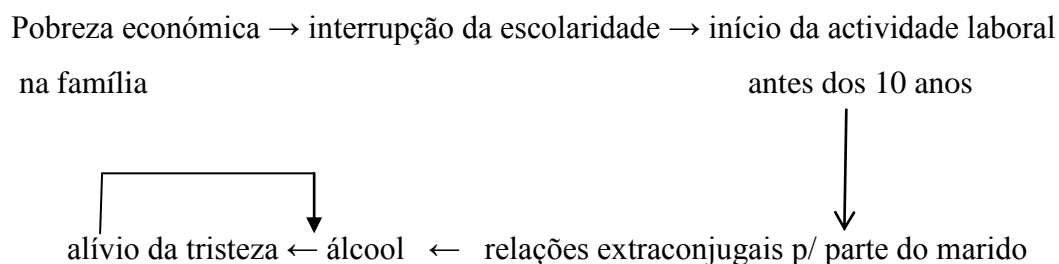 Pobreza económica → interrupção da escolaridade → início da actividade laboral
na família antes dos 10 anos
alívio da tristeza ← álcool ← relações extraconjugais p/ parte do marido